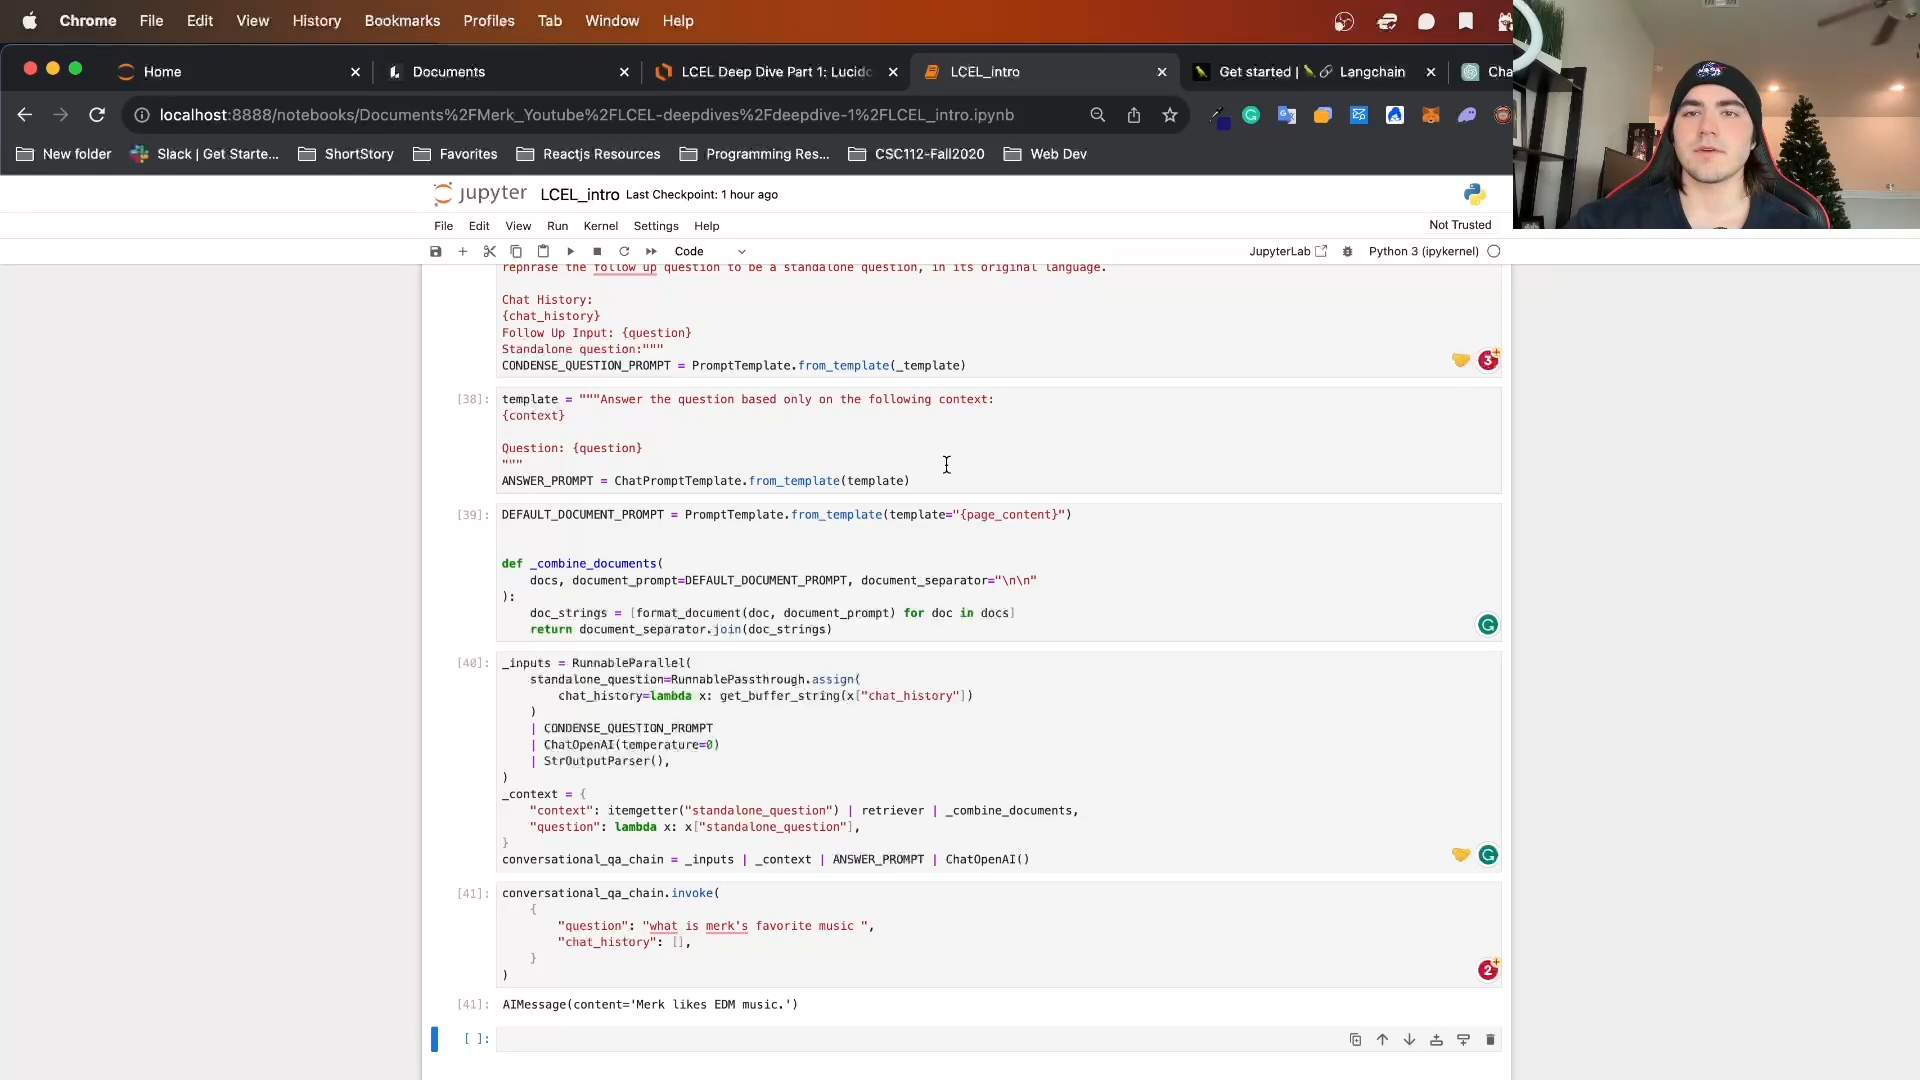 Chrome File Edit View History Bookmarks Profiles Tab Window Help
Home Documents LCEL Deep Dive Part 1: Lucidc LCEL_intro Get started | Langchain Cha
localhost:8888/notebooks/Documents%2FMerk_Youtube%2FLCEL-deepdives%2Fdeepdive-1%2FLCEL_intro.ipynb
New folder Slack | Get Starte... ShortStory Favorites Reactjs Resources Programming Res... CSC112-Fall2020 Web Dev
jupyter LCEL_intro Last Checkpoint: 1 hour ago
File Edit View Run Kernel Settings Help Not Trusted
Code JupyterLab Python 3 (ipykernel)
rephrase the follow up question to be a standalone question, in its original language.
Chat History:
{chat_history}
Follow Up Input: {question}
Standalone question:"""
CONDENSE_QUESTION_PROMPT = PromptTemplate.from_template(_template)
3
[38]: template = """Answer the question based only on the following context:
{context}
Question: {question}
"""
ANSWER_PROMPT = ChatPromptTemplate.from_template(template)
[39]: DEFAULT_DOCUMENT_PROMPT = PromptTemplate.from_template(template="{page_content}")
def _combine_documents(
docs, document_prompt=DEFAULT_DOCUMENT_PROMPT, document_separator="\n\n"
):
doc_strings = [format_document(doc, document_prompt) for doc in docs]
return document_separator.join(doc_strings)
[40]: _inputs = RunnableParallel(
standalone_question=RunnablePassthrough.assign(
chat_history=lambda x: get_buffer_string(x["chat_history"])
)
| CONDENSE_QUESTION_PROMPT
| ChatOpenAI(temperature=0)
| StrOutputParser(),
)
_context = {
"context": itemgetter("standalone_question") | retriever | _combine_documents,
"question": lambda x: x["standalone_question"],
}
conversational_qa_chain = _inputs | _context | ANSWER_PROMPT | ChatOpenAI()
[41]: conversational_qa_chain.invoke(
{
"question": "what is merk's favorite music ",
"chat_history": [],
}
)
2
[41]: AIMessage(content='Merk likes EDM music.')
[ ]: